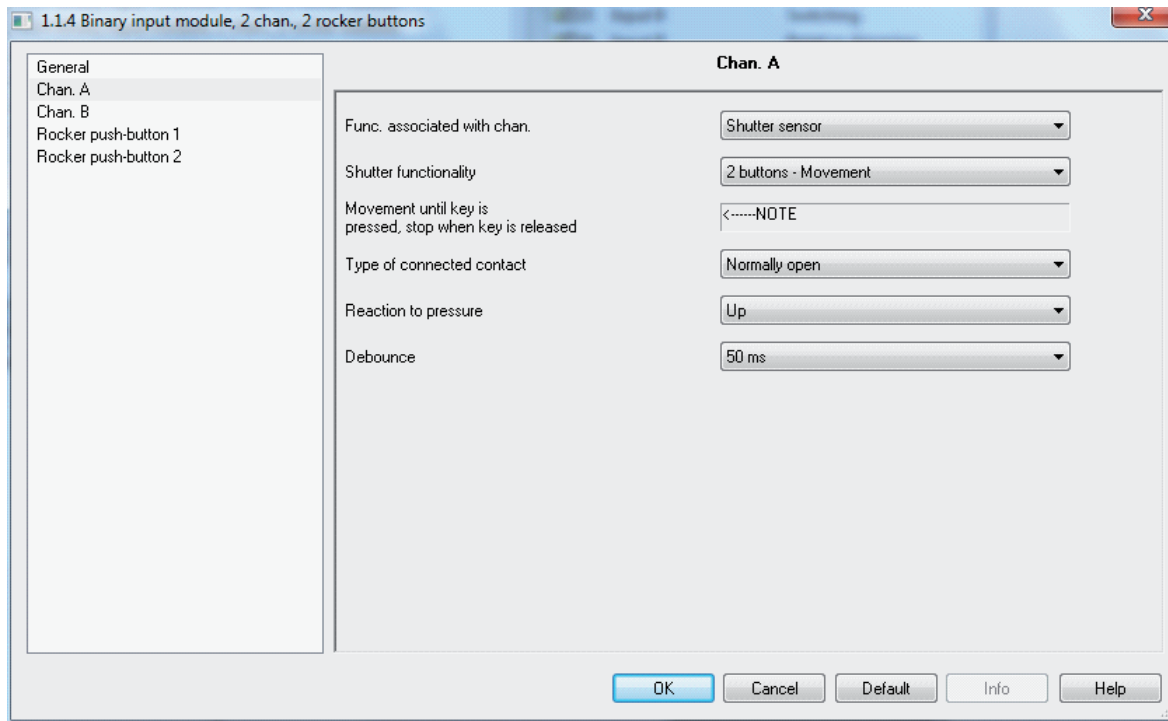 1.1.4 Binary input module, 2 chan., 2 rocker buttons
General
Chan. A
Chan. B
Rocker push-button 1
Rocker push-button 2
Chan. A
Func. associated with chan.
Shutter sensor
Shutter functionality
2 buttons - Movement
Movement until key is
pressed, stop when key is released
<------NOTE
Type of connected contact
Normally open
Reaction to pressure
Up
Debounce
50 ms
OK
Cancel
Default
Info
Help